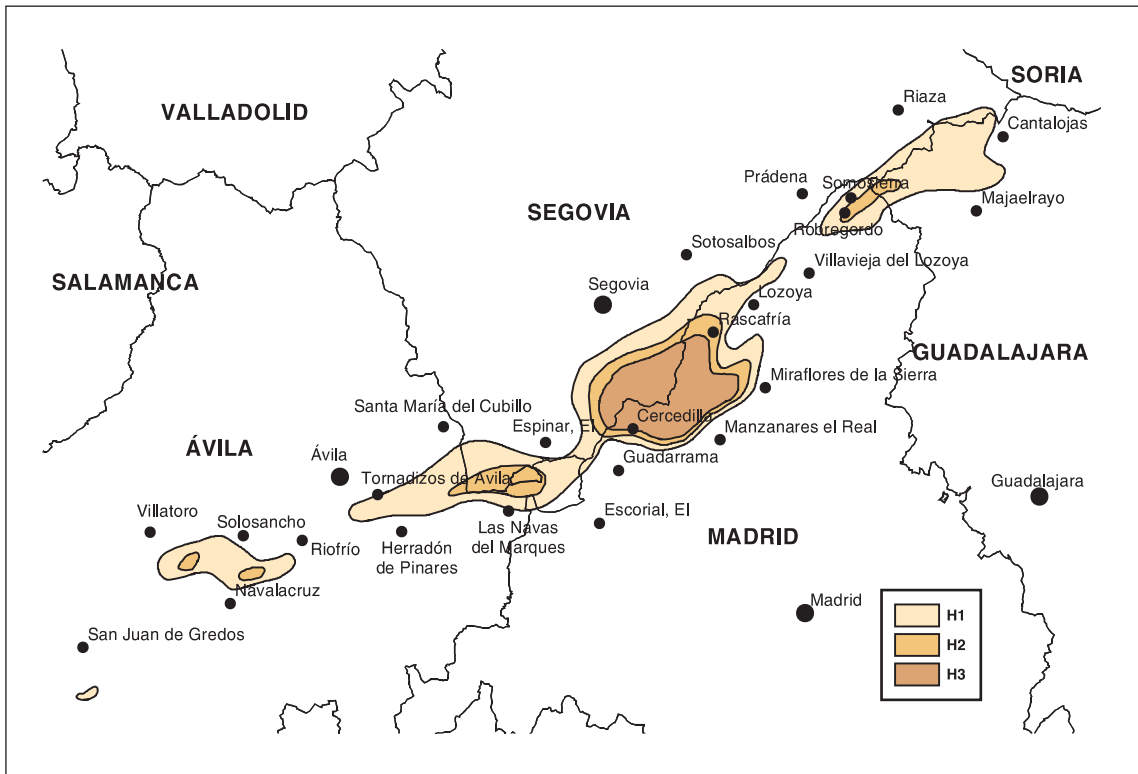 SORIA
VALLADOLID
Riaza
Cantalojas
Prádena
Somosierra
SEGOVIA
Majaelrayo
Robregordo
Sotosalbos
Villavieja del Lozoya
SALAMANCA
Segovia
Lozoya
Rascafría
GUADALAJARA
Miraflores de la Sierra
Santa María del Cubillo
Espinar, El
Cercedilla
Manzanares el Real
ÁVILA
Ávila
Guadarrama
Tornadizos de Avila
Guadalajara
Villatoro
Solosancho
Las Navas
del Marques
Escorial, El
MADRID
Riofrío
Herradón
de Pinares
Navalacruz
Madrid
San Juan de Gredos
H1
H2
H3